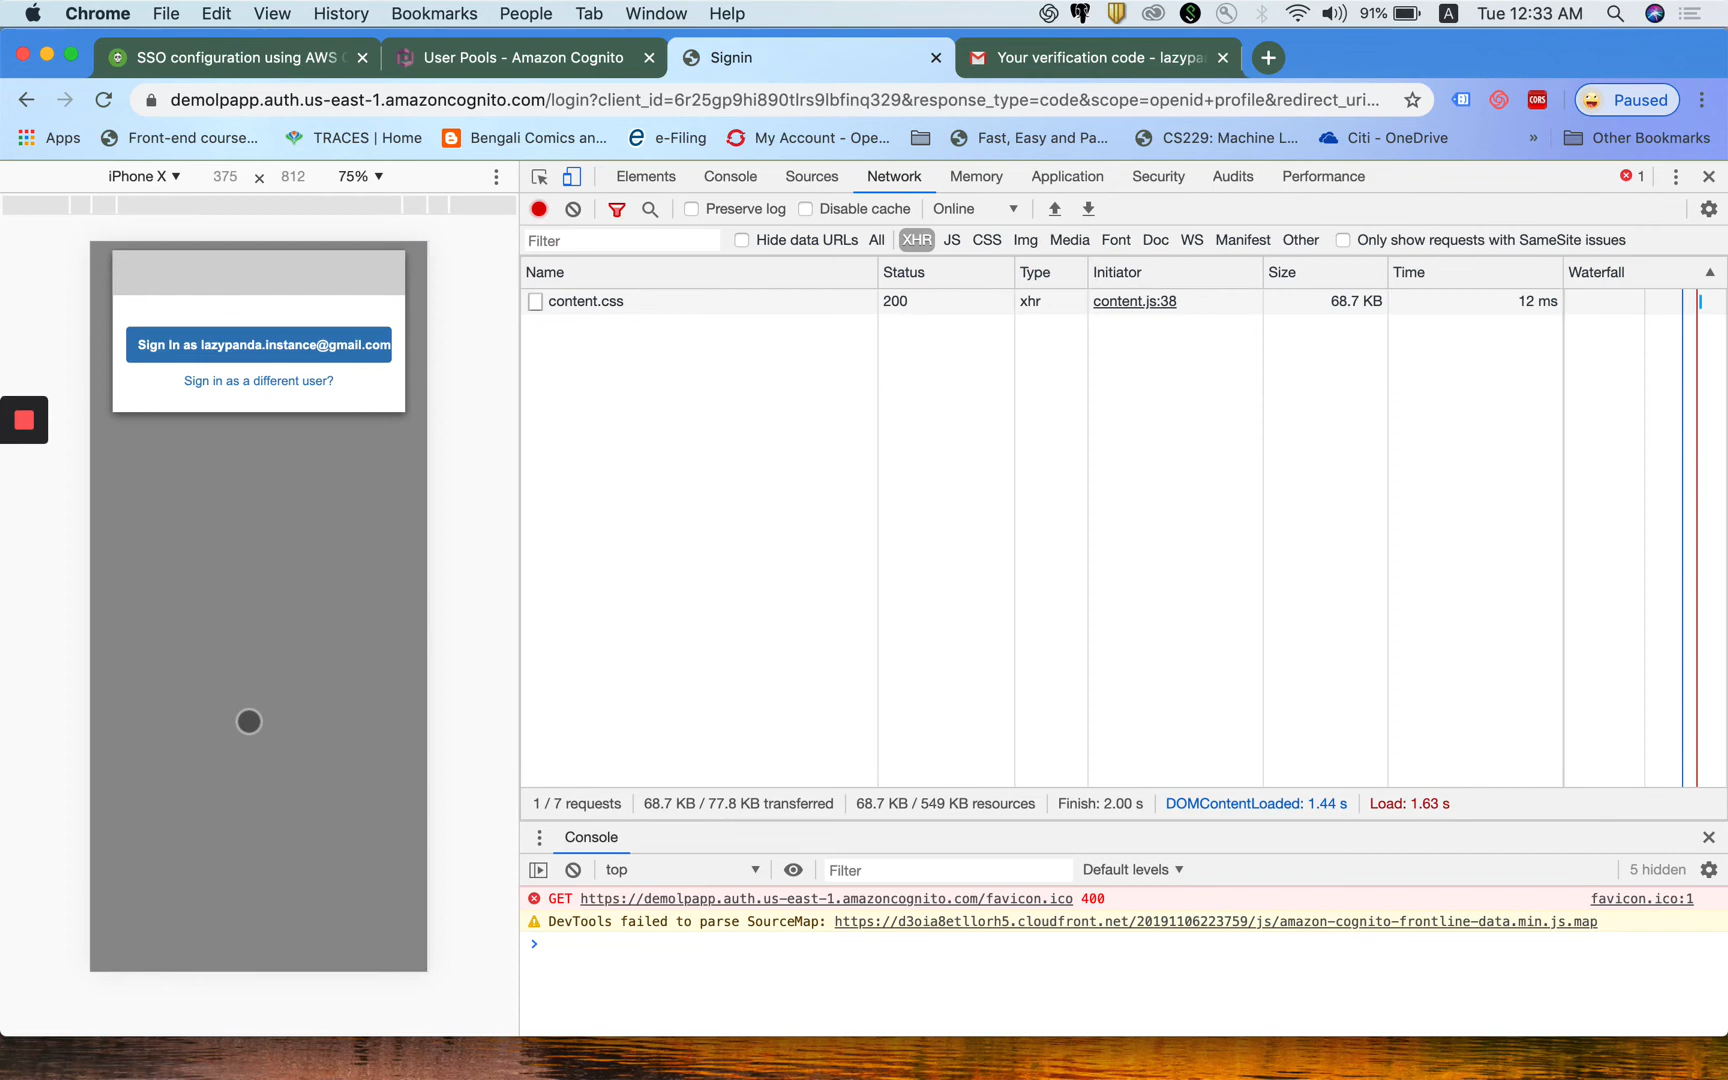 Chrome File Edit View History Bookmarks People Tab Window Help 91% A Tue 12:33 AM
SSO configuration using AWS C User Pools - Amazon Cognito Signin Your verification code - lazypa
demolpapp.auth.us-east-1.amazoncognito.com/login?client_id=6r25gp9hi890tlrs9lbfinq329&response_type=code&scope=openid+profile&redirect_uri... CORS Paused
Apps Front-end course... TRACES | Home Bengali Comics an... e-Filing My Account - Ope... Fast, Easy and Pa... CS229: Machine L... Citi - OneDrive » Other Bookmarks
iPhone X ▼ 375 × 812 75% ▼
Elements Console Sources Network Memory Application Security Audits Performance 1
Preserve log Disable cache Online ▼
Filter Hide data URLs All XHR JS CSS Img Media Font Doc WS Manifest Other Only show requests with SameSite issues
Name Status Type Initiator Size Time Waterfall
content.css 200 xhr content.js:38 68.7 KB 12 ms
Sign In as lazypanda.instance@gmail.com
Sign in as a different user?
1 / 7 requests 68.7 KB / 77.8 KB transferred 68.7 KB / 549 KB resources Finish: 2.00 s DOMContentLoaded: 1.44 s Load: 1.63 s
Console
top ▼ Filter Default levels ▼ 5 hidden
GET https://demolpapp.auth.us-east-1.amazoncognito.com/favicon.ico 400 favicon.ico:1
DevTools failed to parse SourceMap: https://d3oia8etllorh5.cloudfront.net/20191106223759/js/amazon-cognito-frontline-data.min.js.map